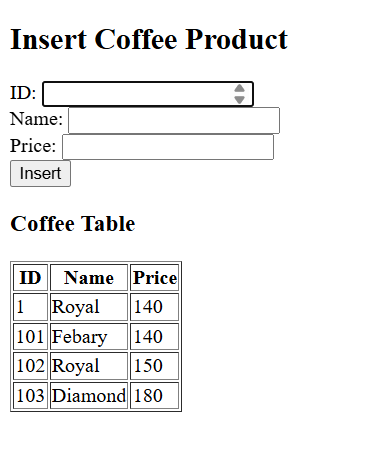 Insert Coffee Product
ID:
Name:
Price:
Insert
Coffee Table
ID Name Price
1 Royal 140
101 Febary 140
102 Royal 150
103 Diamond 180